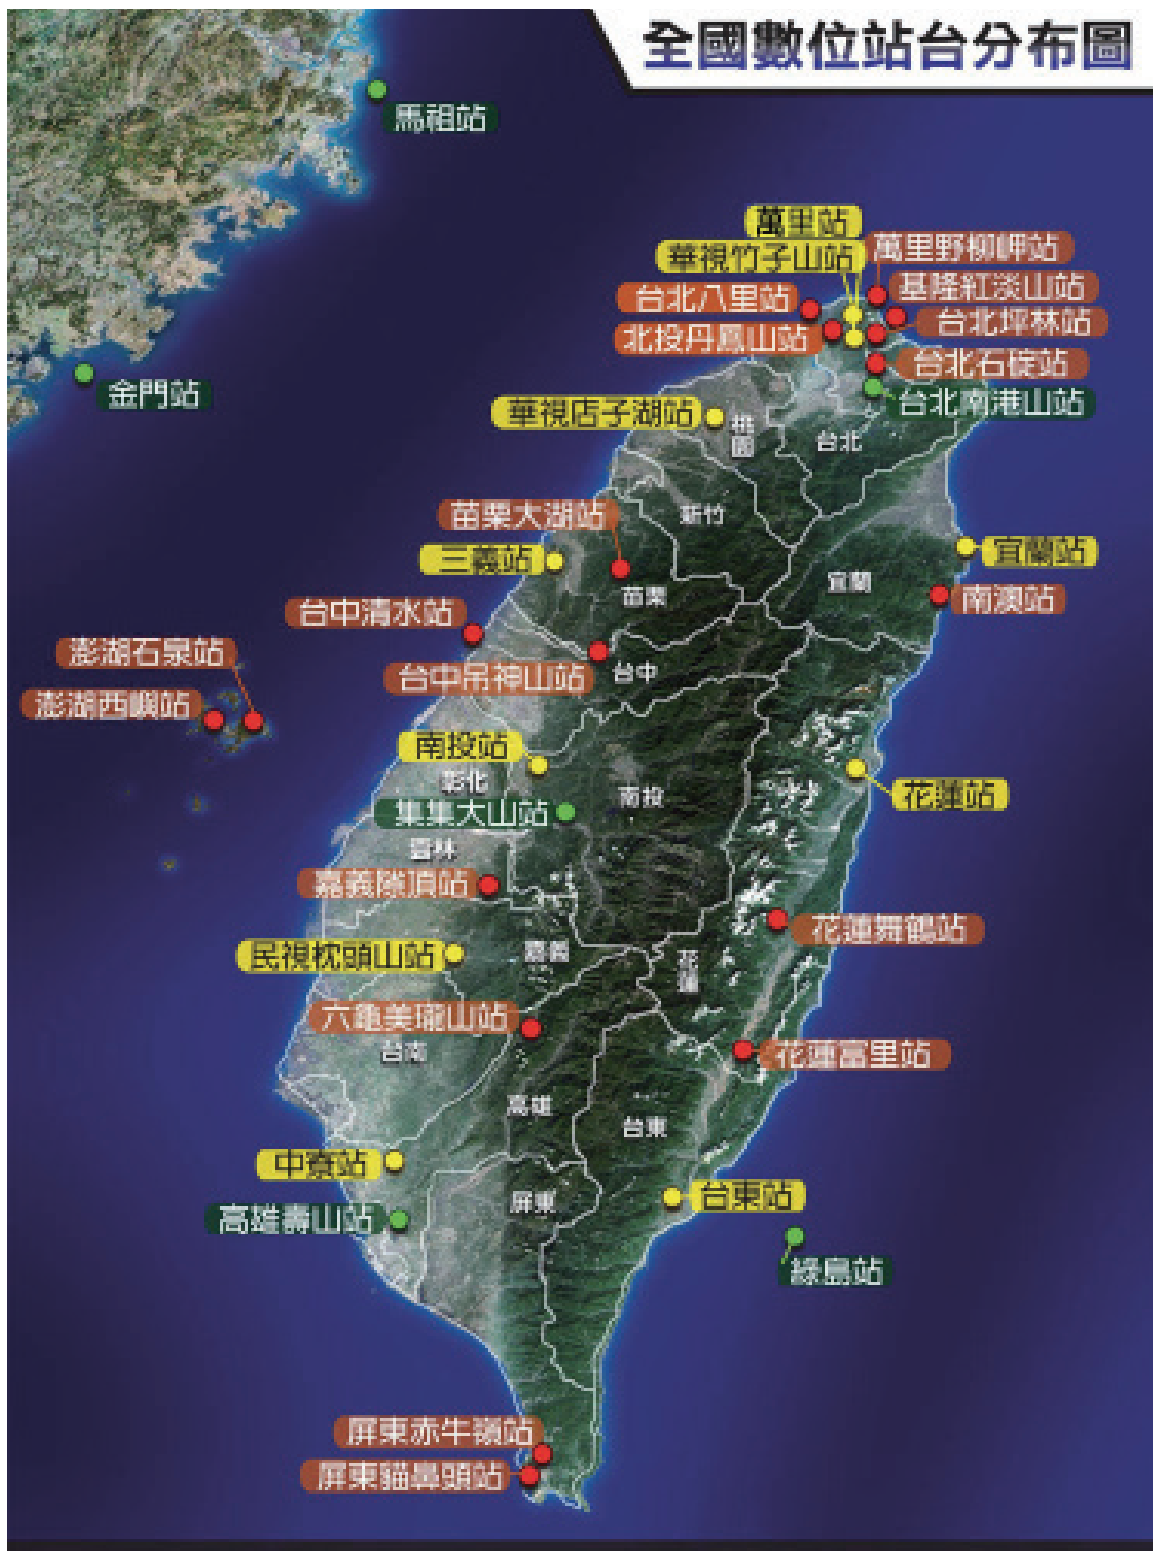 全國數位站台分布圖
馬祖站
萬里站
華視竹子山站
萬里野柳岬站
台北八里站
基隆紅淡山站
北投丹鳳山站
台北坪林站
台北石碇站
金門站
台北南港山站
華視店子湖站
桃園
台北
苗栗大湖站
新竹
三義站
宜蘭站
宜蘭
苗栗
南澳站
台中清水站
澎湖石泉站
台中吊神山站
台中
澎湖西嶼站
南投站
彰化
南投
花蓮站
集集大山站
雲林
嘉義隙頂站
花蓮舞鶴站
民視枕頭山站
嘉義
花蓮
六龜美瓏山站
台南
花蓮富里站
高雄
台東
中寮站
屏東
台東站
高雄壽山站
綠島站
屏東赤牛嶺站
屏東貓鼻頭站